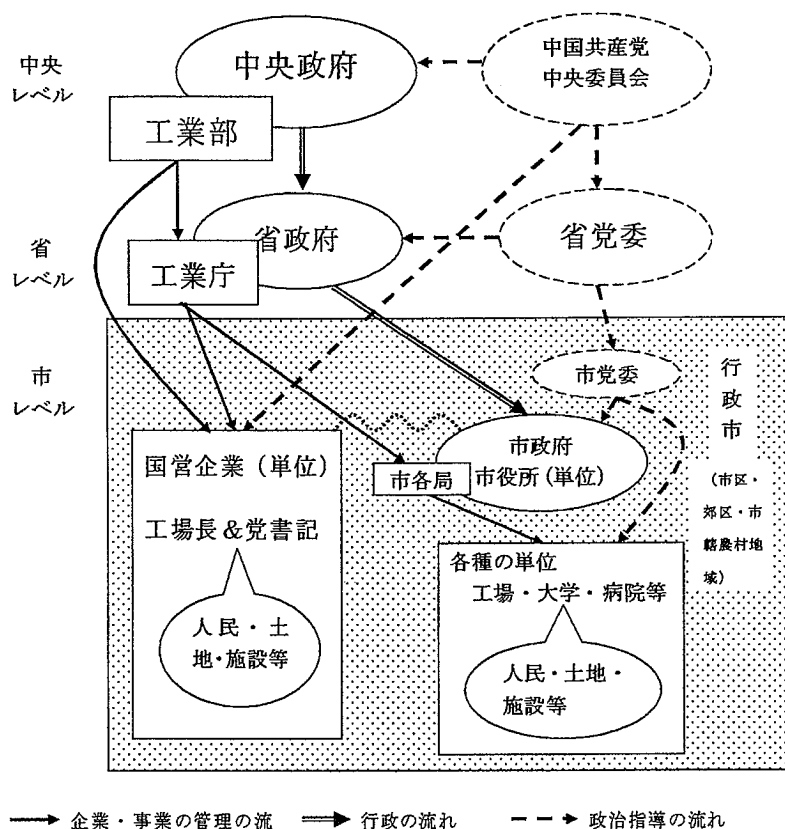 中央
レベル
中央政府
中国共産党
中央委員会
工業部
省
レベル
省政府
省党委
工業庁
市
レベル
市党委
行
政
市
(市区・
郊区・市
轄農村地
域)
国営企業(単位)
工場長&党書記
人民・土
地・施設等
市政府
市役所(単位)
市各局
各種の単位
工場・大学・病院等
人民・土地・
施設等
企業・事業の管理の流
行政の流れ
政治指導の流れ